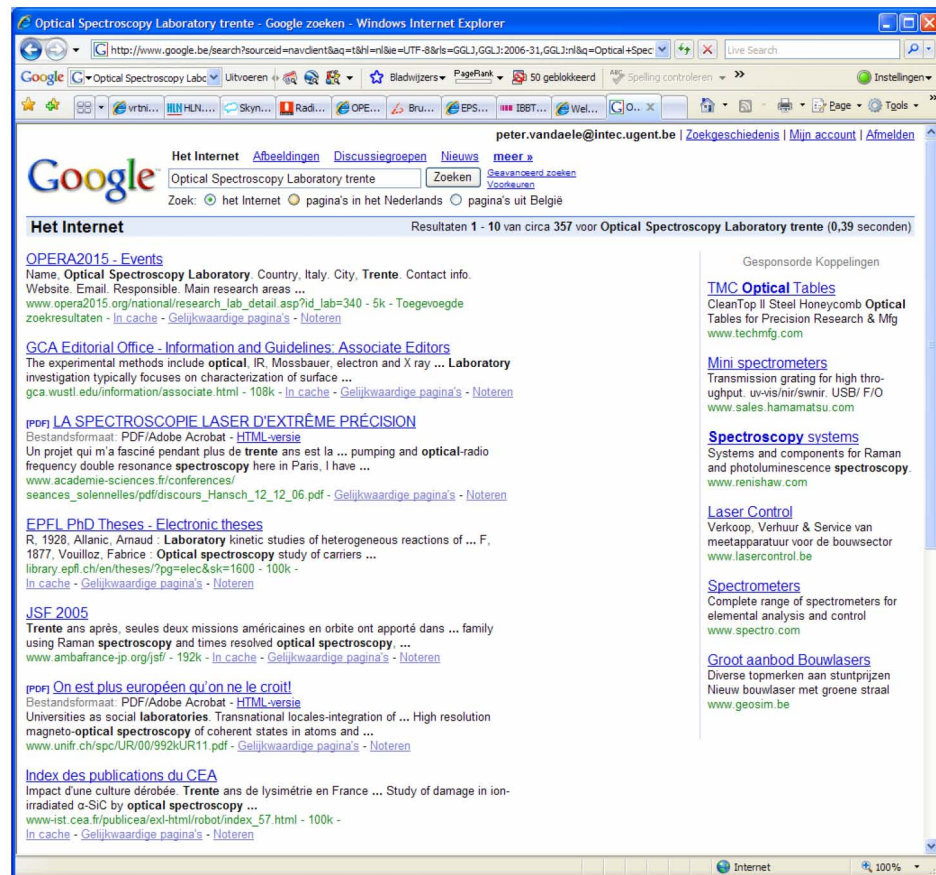 Optical Spectroscopy Laboratory trente - Google zoeken - Windows Internet Explorer
http://www.google.be/search?sourceid=navclient&aq=t&hl=nl&ie=UTF-8&rls=GGLJ,GGLJ:2006-31,GGLJ:nl&q=Optical+Spec
Live Search
Google Optical Spectroscopy Labc Uitvoeren Bladwijzers PageRank 50 geblokkeerd Spelling controleren » Instellingen
vrtni... HLN HLN.... Skyn... Radi... OPE... Bru... EPS... IBBT... Wel... O... X Page Tools »
peter.vandaele@intec.ugent.be | Zoekgeschiedenis | Mijn account | Afmelden
Google
Het Internet Afbeeldingen Discussiegroepen Nieuws meer »
Optical Spectroscopy Laboratory trente Zoeken Geavanceerd zoeken
Voorkeuren
Zoek: het Internet pagina's in het Nederlands pagina's uit België
Het Internet Resultaten 1 - 10 van circa 357 voor Optical Spectroscopy Laboratory trente (0,39 seconden)
OPERA2015 - Events
Name, Optical Spectroscopy Laboratory. Country, Italy. City, Trente. Contact info.
Website. Email. Responsible. Main research areas ...
www.opera2015.org/national/research_lab_detail.asp?id_lab=340 - 5k - Toegevoegde
zoekresultaten - In cache - Gelijkwaardige pagina's - Noteren
GCA Editorial Office - Information and Guidelines: Associate Editors
The experimental methods include optical, IR, Mossbauer, electron and X ray ... Laboratory
investigation typically focuses on characterization of surface ...
gca.wustl.edu/information/associate.html - 108k - In cache - Gelijkwaardige pagina's - Noteren
[PDF] LA SPECTROSCOPIE LASER D'EXTRÊME PRÉCISION
Bestandsformaat: PDF/Adobe Acrobat - HTML-versie
Un projet qui m'a fasciné pendant plus de trente ans est la ... pumping and optical-radio
frequency double resonance spectroscopy here in Paris, I have ...
www.academie-sciences.fr/conferences/
seances_solennelles/pdf/discours_Hansch_12_12_06.pdf - Gelijkwaardige pagina's - Noteren
EPFL PhD Theses - Electronic theses
R, 1928, Allanic, Arnaud : Laboratory kinetic studies of heterogeneous reactions of ... F,
1877, Vouilloz, Fabrice : Optical spectroscopy study of carriers ...
library.epfl.ch/en/theses/?pg=elec&sk=1600 - 100k -
In cache - Gelijkwaardige pagina's - Noteren
JSF 2005
Trente ans après, seules deux missions américaines en orbite ont apporté dans ... family
using Raman spectroscopy and times resolved optical spectroscopy, ...
www.ambafrance-jp.org/jsf/ - 192k - In cache - Gelijkwaardige pagina's - Noteren
[PDF] On est plus européen qu'on ne le croit!
Bestandsformaat: PDF/Adobe Acrobat - HTML-versie
Universities as social laboratories. Transnational locales-integration of ... High resolution
magneto-optical spectroscopy of coherent states in atoms and ...
www.unifr.ch/spc/UR/00/992kUR11.pdf - Gelijkwaardige pagina's - Noteren
Index des publications du CEA
Impact d'une culture dérobée. Trente ans de lysimétrie en France ... Study of damage in ion-
irradiated α-SiC by optical spectroscopy ...
www-ist.cea.fr/publicea/exl-html/robot/index_57.html - 100k -
In cache - Gelijkwaardige pagina's - Noteren
Gesponsorde Koppelingen
TMC Optical Tables
CleanTop II Steel Honeycomb Optical
Tables for Precision Research & Mfg
www.techmfg.com
Mini spectrometers
Transmission grating for high thro-
ughput. uv-vis/nir/swnir. USB/ F/O
www.sales.hamamatsu.com
Spectroscopy systems
Systems and components for Raman
and photoluminescence spectroscopy.
www.renishaw.com
Laser Control
Verkoop, Verhuur & Service van
meetapparatuur voor de bouwsector
www.lasercontrol.be
Spectrometers
Complete range of spectrometers for
elemental analysis and control
www.spectro.com
Groot aanbod Bouwlasers
Diverse topmerken aan stuntprijzen
Nieuw bouwlaser met groene straal
www.geosim.be
Internet 100%